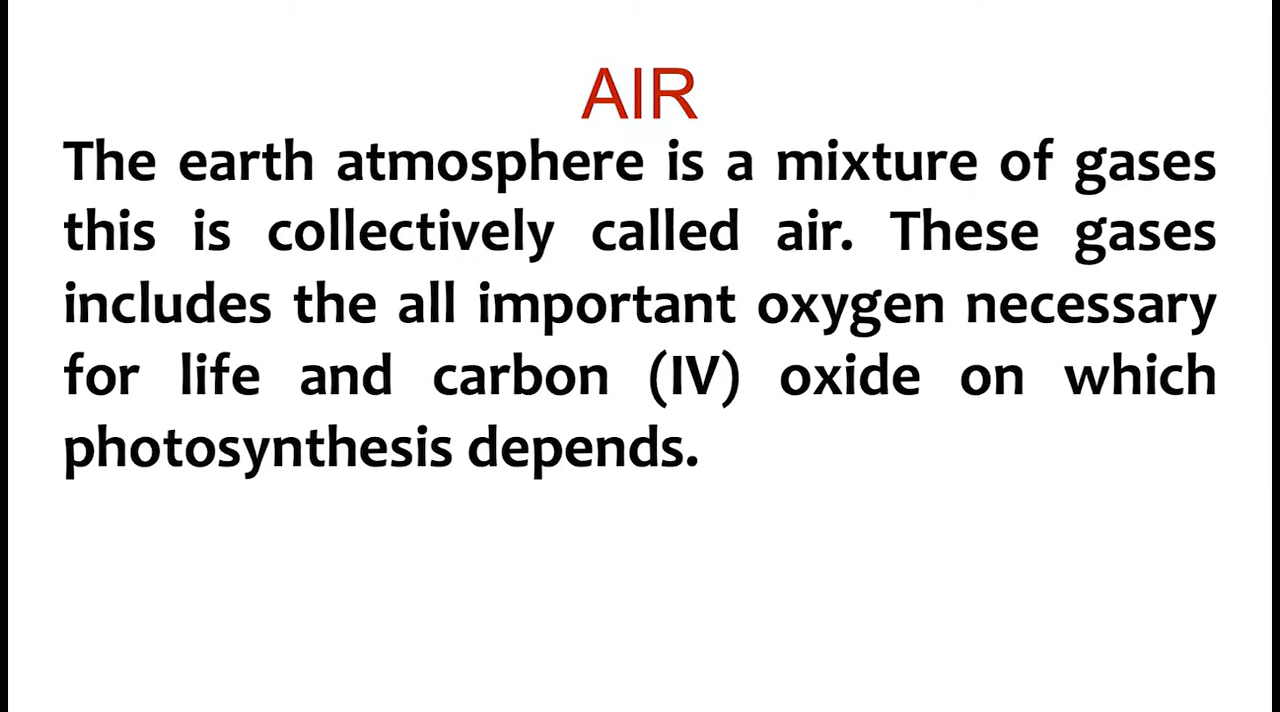 AIR
The earth atmosphere is a mixture of gases
this is collectively called air. These gases
includes the all important oxygen necessary
for life and carbon (IV) oxide on which
photosynthesis depends.